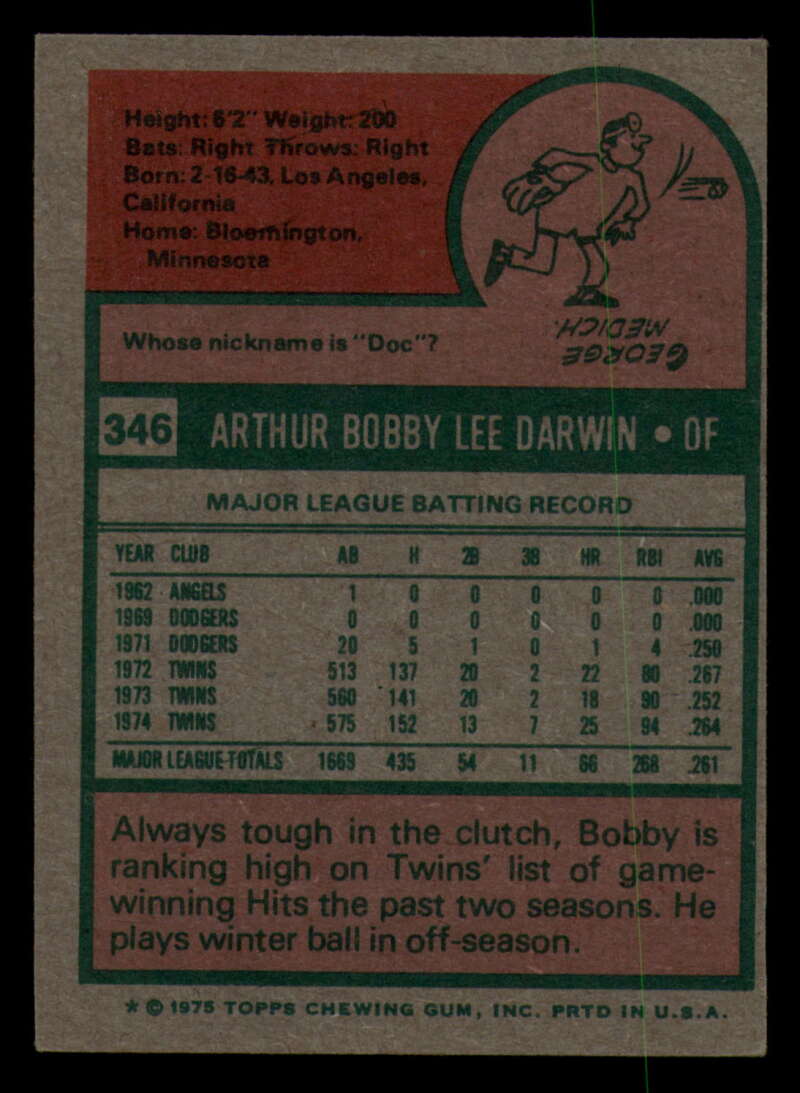 Height: 6'2" Weight: 200
Bats: Right Throws: Right
Born: 2-16-43, Los Angeles,
California
Home: Bloomington,
Minnesota
Whose nickname is "Doc"?
GEORGE
MEDICH.
346 ARTHUR BOBBY LEE DARWIN • OF
MAJOR LEAGUE BATTING RECORD
YEAR CLUB AB H 2B 3B HR RBI AVG
1962 ANGELS 1 0 0 0 0 0 .000
1969 DODGERS 0 0 0 0 0 0 .000
1971 DODGERS 20 5 1 0 1 4 .250
1972 TWINS 513 137 20 2 22 80 .267
1973 TWINS 560 141 20 2 18 90 .252
1974 TWINS 575 152 13 7 25 94 .264
MAJOR LEAGUE TOTALS 1669 435 54 11 66 268 .261
Always tough in the clutch, Bobby is
ranking high on Twins' list of game-
winning Hits the past two seasons. He
plays winter ball in off-season.
* © 1975 TOPPS CHEWING GUM, INC. PRTD IN U.S.A.